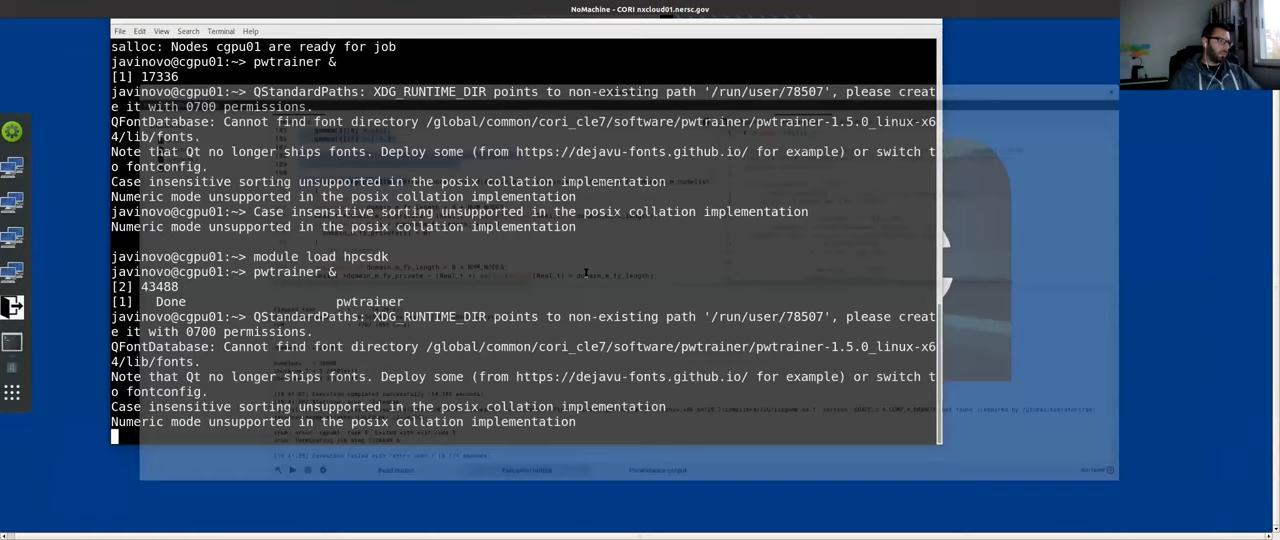 NoMachine - CORI nxcloud01.nersc.gov
File Edit View Search Terminal Help
salloc: Nodes cgpu01 are ready for job
javinovo@cgpu01:~> pwtrainer &
[1] 17336
javinovo@cgpu01:~> QStandardPaths: XDG_RUNTIME_DIR points to non-existing path '/run/user/78507', please creat
e it with 0700 permissions.
QFontDatabase: Cannot find font directory /global/common/cori_cle7/software/pwtrainer/pwtrainer-1.5.0_linux-x6
4/lib/fonts.
Note that Qt no longer ships fonts. Deploy some (from https://dejavu-fonts.github.io/ for example) or switch t
o fontconfig.
Case insensitive sorting unsupported in the posix collation implementation
Numeric mode unsupported in the posix collation implementation
javinovo@cgpu01:~> Case insensitive sorting unsupported in the posix collation implementation
Numeric mode unsupported in the posix collation implementation
javinovo@cgpu01:~> module load hpcsdk
javinovo@cgpu01:~> pwtrainer &
[2] 43488
[1] Done pwtrainer
javinovo@cgpu01:~> QStandardPaths: XDG_RUNTIME_DIR points to non-existing path '/run/user/78507', please creat
e it with 0700 permissions.
QFontDatabase: Cannot find font directory /global/common/cori_cle7/software/pwtrainer/pwtrainer-1.5.0_linux-x6
4/lib/fonts.
Note that Qt no longer ships fonts. Deploy some (from https://dejavu-fonts.github.io/ for example) or switch t
o fontconfig.
Case insensitive sorting unsupported in the posix collation implementation
Numeric mode unsupported in the posix collation implementation